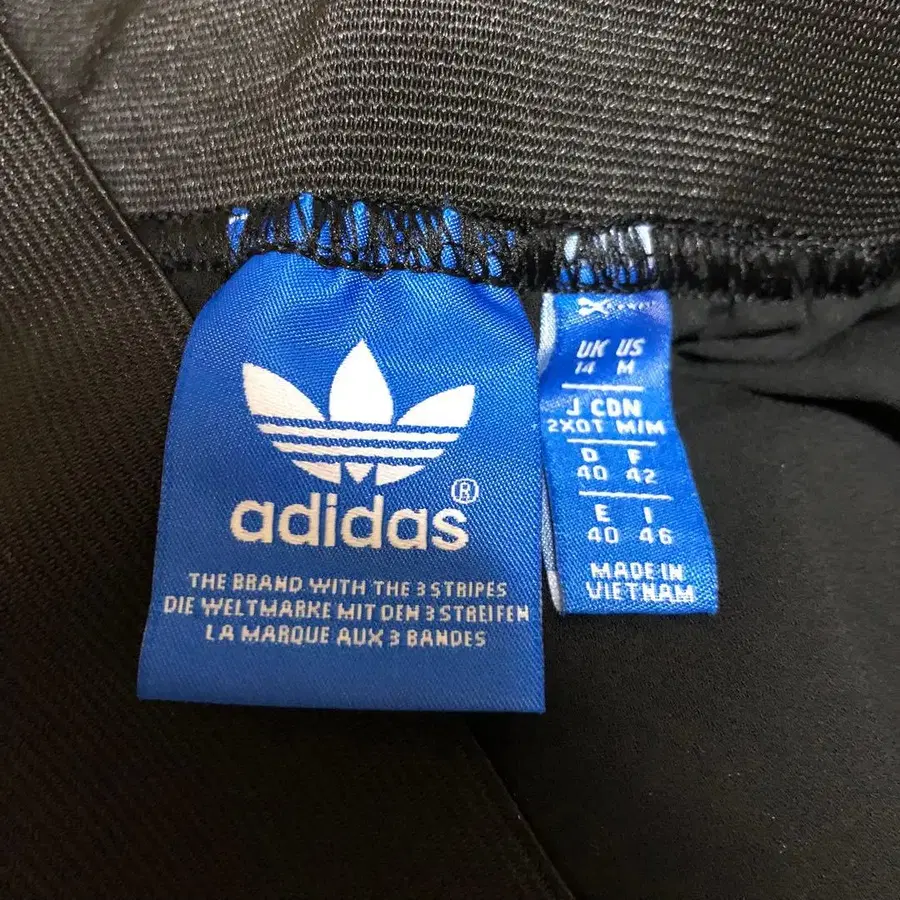 adidas®
THE BRAND WITH THE 3 STRIPES
DIE WELTMARKE MIT DEN 3 STREIFEN
LA MARQUE AUX 3 BANDES
UK US
14 M
J CDN
2XOT M/M
D F
40 42
E I
40 46
MADE IN
VIETNAM